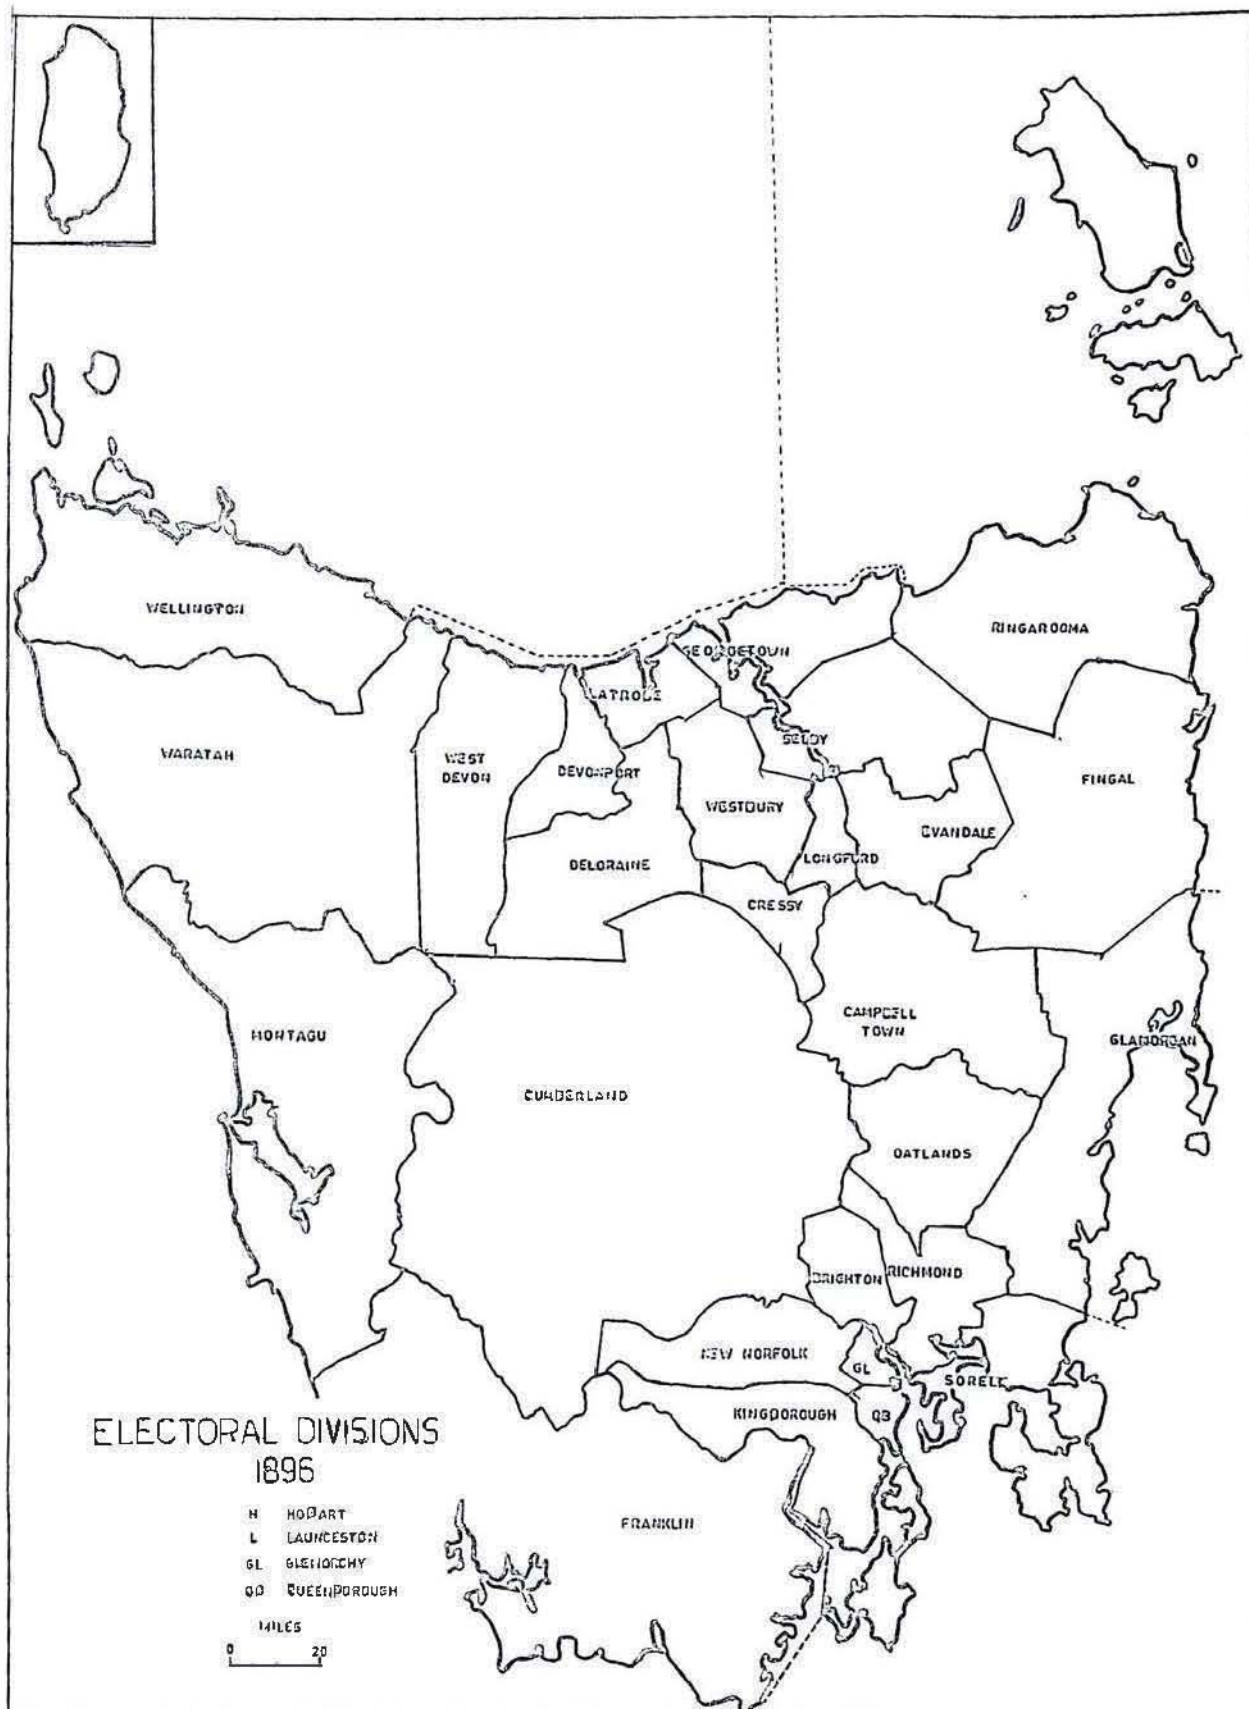 WELLINGTON
RINGAROOMA
GEORGETOWN
LATROBE
SELBY
WARATAH
WEST
DEVON
DEVONPORT
FINGAL
WESTBURY
EVANDALE
DELORAINE
LONGFORD
CRESSY
CAMPBELL
TOWN
MONTAGU
GLAMORGAN
CUMBERLAND
OATLANDS
BRIGHTON
RICHMOND
NEW NORFOLK
GL
SORELL
KINGBOROUGH
QB
FRANKLIN
ELECTORAL DIVISIONS
1896
H HOBART
L LAUNCESTON
GL GLENORCHY
QB QUEENBOROUGH
MILES
0 20